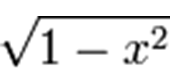 √(1 − x²)